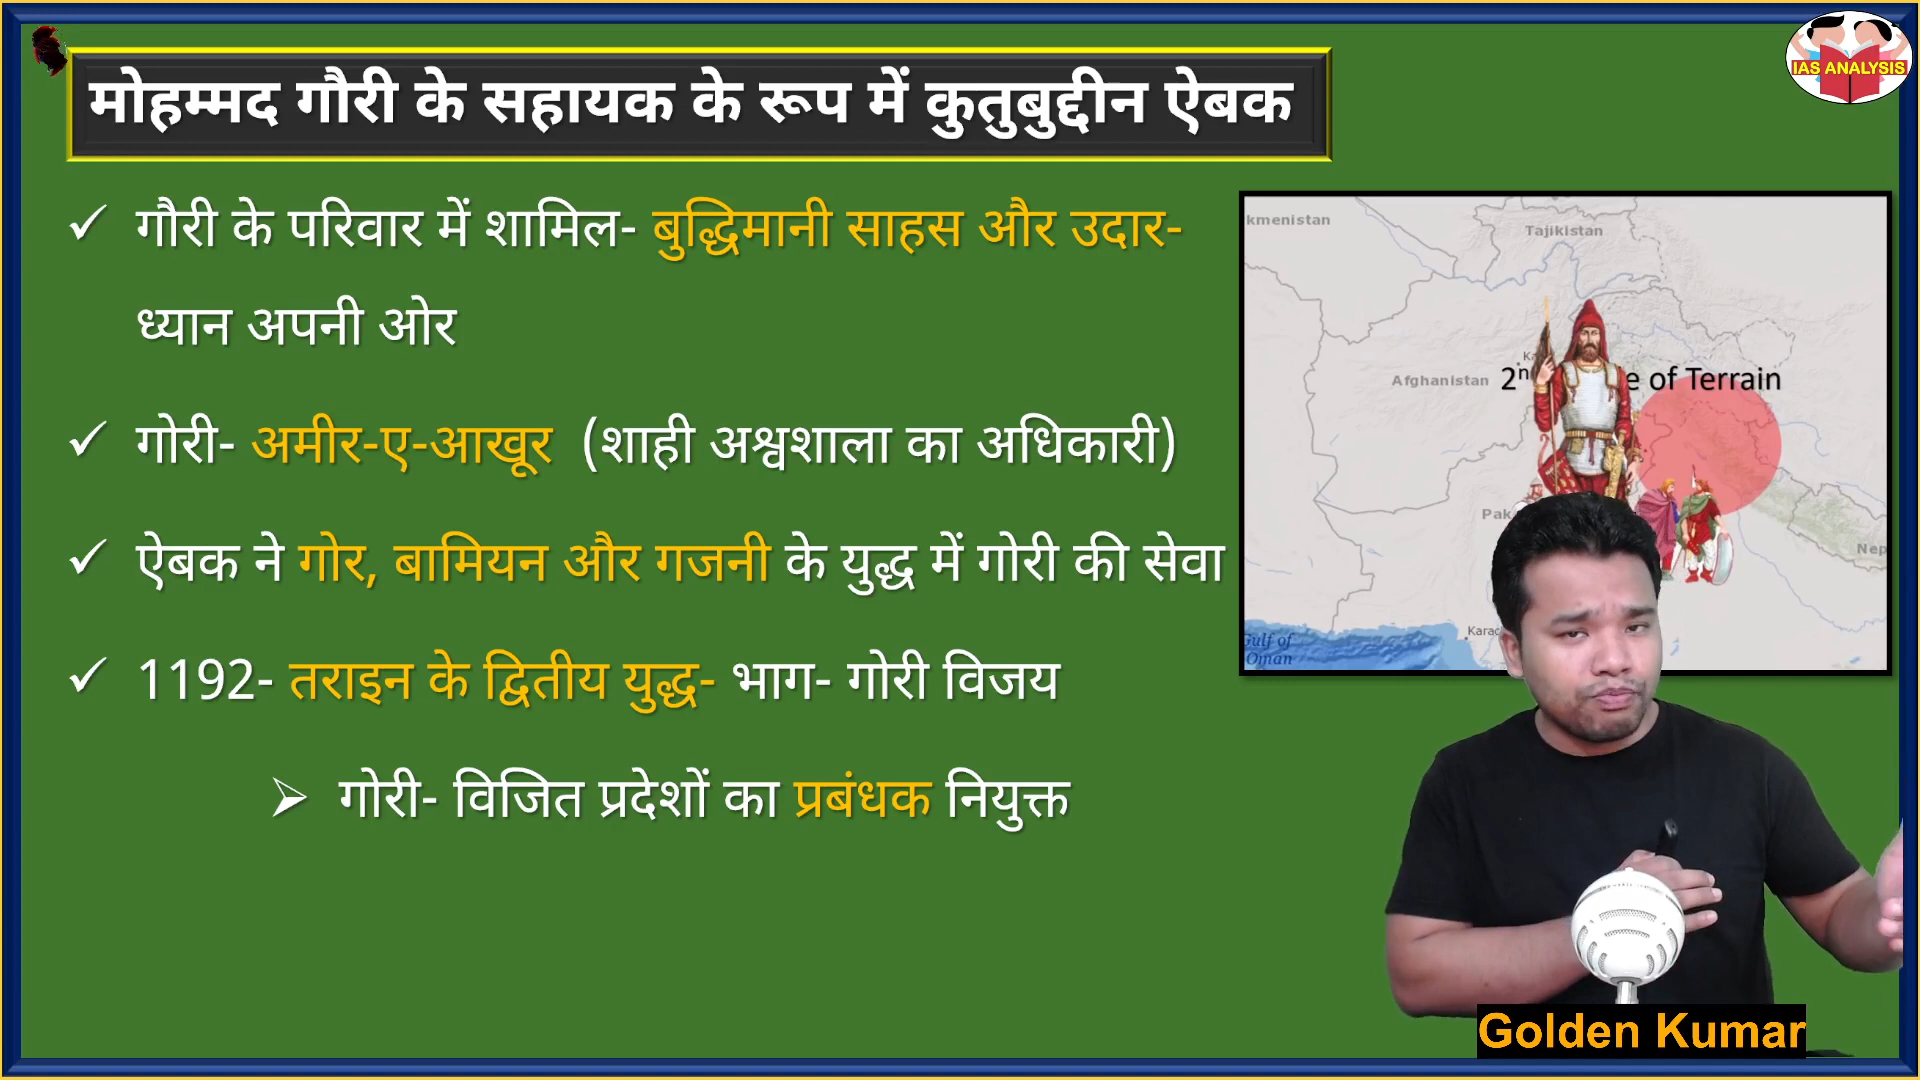 मोहम्मद गौरी के सहायक के रूप में कुतुबुद्दीन ऐबक
IAS ANALYSIS
गौरी के परिवार में शामिल- बुद्धिमानी साहस और उदार-
ध्यान अपनी ओर
गोरी- अमीर-ए-आखूर (शाही अश्वशाला का अधिकारी)
ऐबक ने गोर, बामियन और गजनी के युद्ध में गोरी की सेवा
1192- तराइन के द्वितीय युद्ध- भाग- गोरी विजय
गोरी- विजित प्रदेशों का प्रबंधक नियुक्त
kmenistan
Tajikistan
Afghanistan
2n e of Terrain
Pak
Nep
Karac
Gulf of
Oman
Golden Kumar